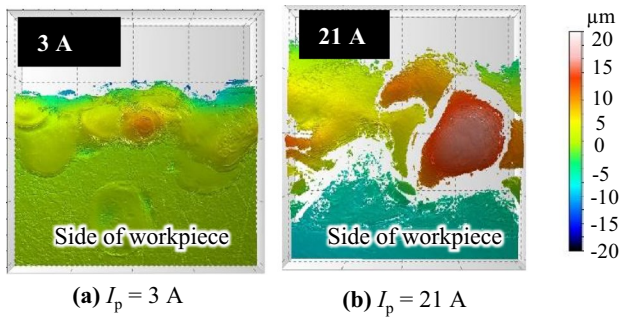 3 A
21 A
µm
20
15
10
5
0
-5
-10
-15
-20
Side of workpiece
Side of workpiece
(a) Ip = 3 A
(b) Ip = 21 A